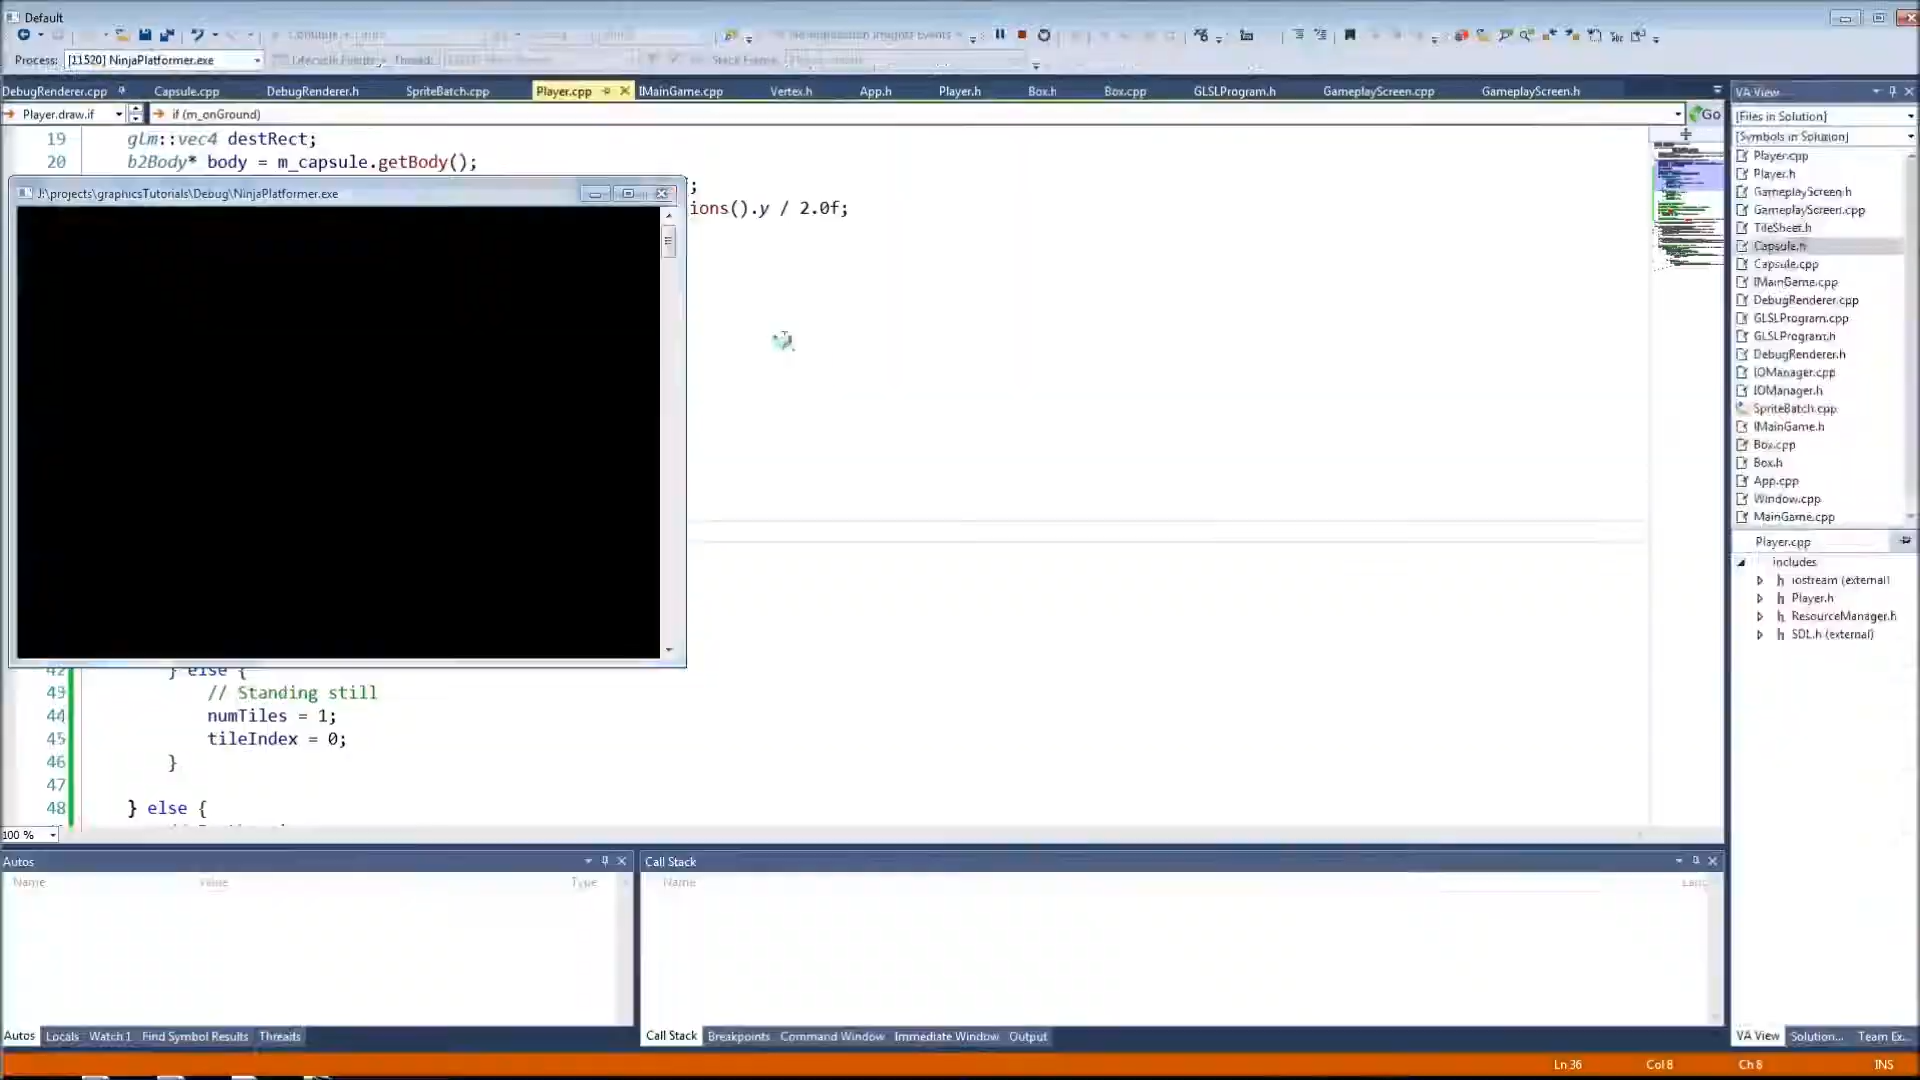 Default
Process: [11520] NinjaPlatformer.exe
DebugRenderer.cpp Capsule.cpp DebugRenderer.h SpriteBatch.cpp Player.cpp IMainGame.cpp Vertex.h App.h Player.h Box.h Box.cpp GLSLProgram.h GameplayScreen.cpp GameplayScreen.h
Player.draw.if if (m_onGround) Go
19 glm::vec4 destRect;
20 b2Body* body = m_capsule.getBody();
;
J:\projects\graphicsTutorials\Debug\NinjaPlatformer.exe
ions().y / 2.0f;
42 } else {
43 // Standing still
44 numTiles = 1;
45 tileIndex = 0;
46 }
47
48 } else {
100 %
VA View
[Files in Solution]
[Symbols in Solution]
Player.cpp
Player.h
GameplayScreen.h
GameplayScreen.cpp
TileSheet.h
Capsule.h
Capsule.cpp
IMainGame.cpp
DebugRenderer.cpp
GLSLProgram.cpp
GLSLProgram.h
DebugRenderer.h
IOManager.cpp
IOManager.h
SpriteBatch.cpp
IMainGame.h
Box.cpp
Box.h
App.cpp
Window.cpp
MainGame.cpp
Player.cpp
includes
h iostream (external)
h Player.h
h ResourceManager.h
h SDL.h (external)
Autos
Name Value Type
Call Stack
Name Lang
Autos Locals Watch 1 Find Symbol Results Threads
Call Stack Breakpoints Command Window Immediate Window Output
VA View Solution... Team Ex...
Ln 36 Col 8 Ch 8 INS